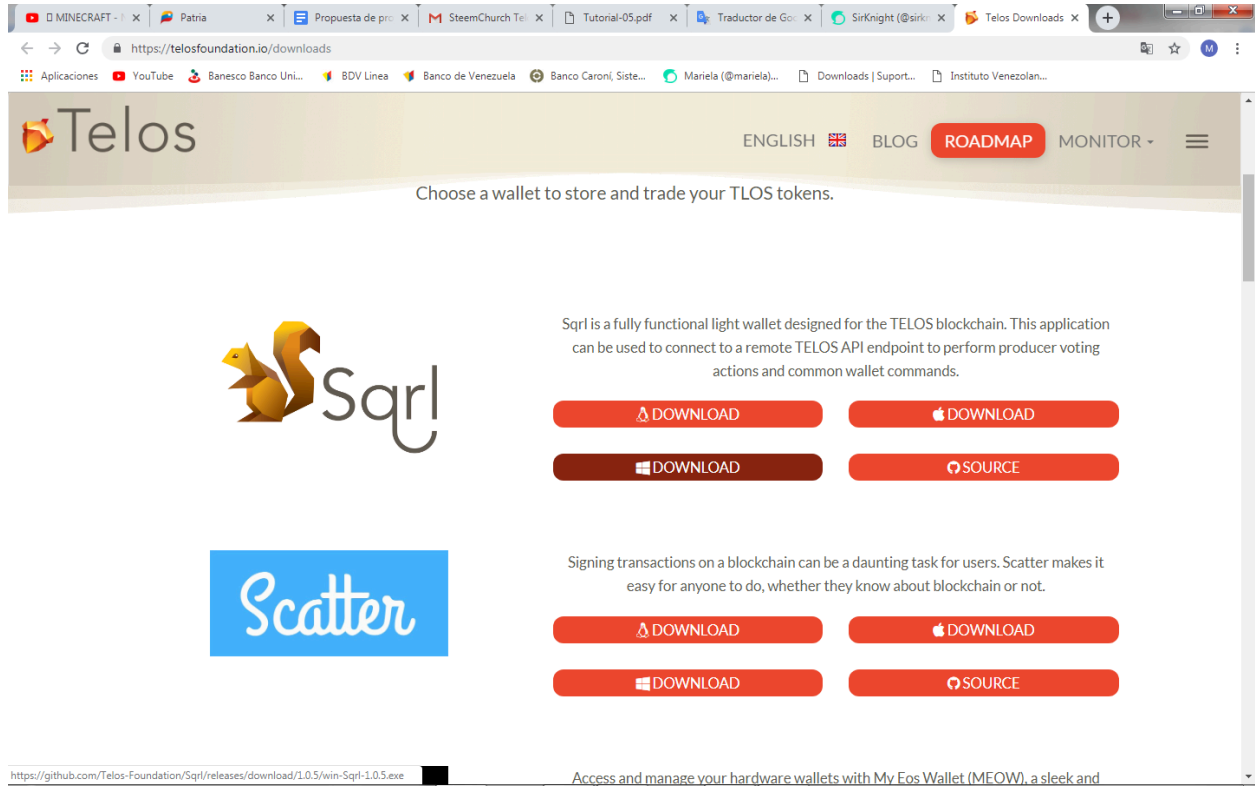 MINECRAFT - 
Patria
Propuesta de pro
SteemChurch Tel
Tutorial-05.pdf
Traductor de Goo
SirKnight (@sirkn
Telos Downloads
https://telosfoundation.io/downloads
M
Aplicaciones
YouTube
Banesco Banco Uni...
BDV Linea
Banco de Venezuela
Banco Caroní, Siste...
Mariela (@mariela)...
Downloads | Suport...
Instituto Venezolan...
Telos
ENGLISH
BLOG
ROADMAP
MONITOR
Choose a wallet to store and trade your TLOS tokens.
Sqrl
Sqrl is a fully functional light wallet designed for the TELOS blockchain. This application
can be used to connect to a remote TELOS API endpoint to perform producer voting
actions and common wallet commands.
DOWNLOAD
DOWNLOAD
DOWNLOAD
SOURCE
Scatter
Signing transactions on a blockchain can be a daunting task for users. Scatter makes it
easy for anyone to do, whether they know about blockchain or not.
DOWNLOAD
DOWNLOAD
DOWNLOAD
SOURCE
Access and manage your hardware wallets with My Eos Wallet (MEOW), a sleek and
https://github.com/Telos-Foundation/Sqrl/releases/download/1.0.5/win-Sqrl-1.0.5.exe